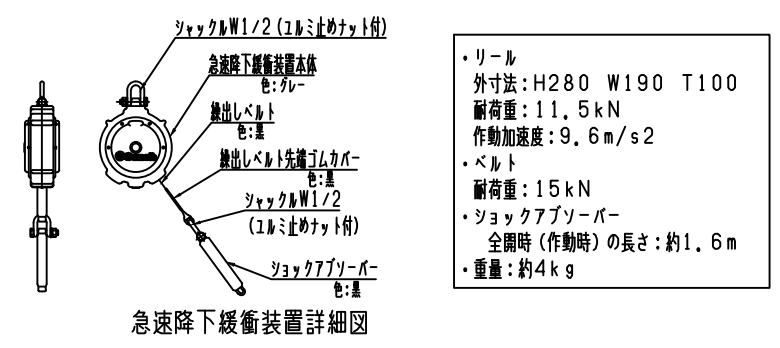 シャックルW1/2(ユルミ止めナット付)
急速降下緩衝装置本体
色:グレー
繰出しベルト
色:黒
繰出しベルト先端ゴムカバー
色:黒
シャックルW1/2
(ユルミ止めナット付)
ショックアブソーバー
色:黒
急速降下緩衝装置詳細図
・リール
外寸法:H280 W190 T100
耐荷重:11.5kN
作動加速度:9.6m/s2
・ベルト
耐荷重:15kN
・ショックアブソーバー
全開時(作動時)の長さ:約1.6m
・重量:約4kg